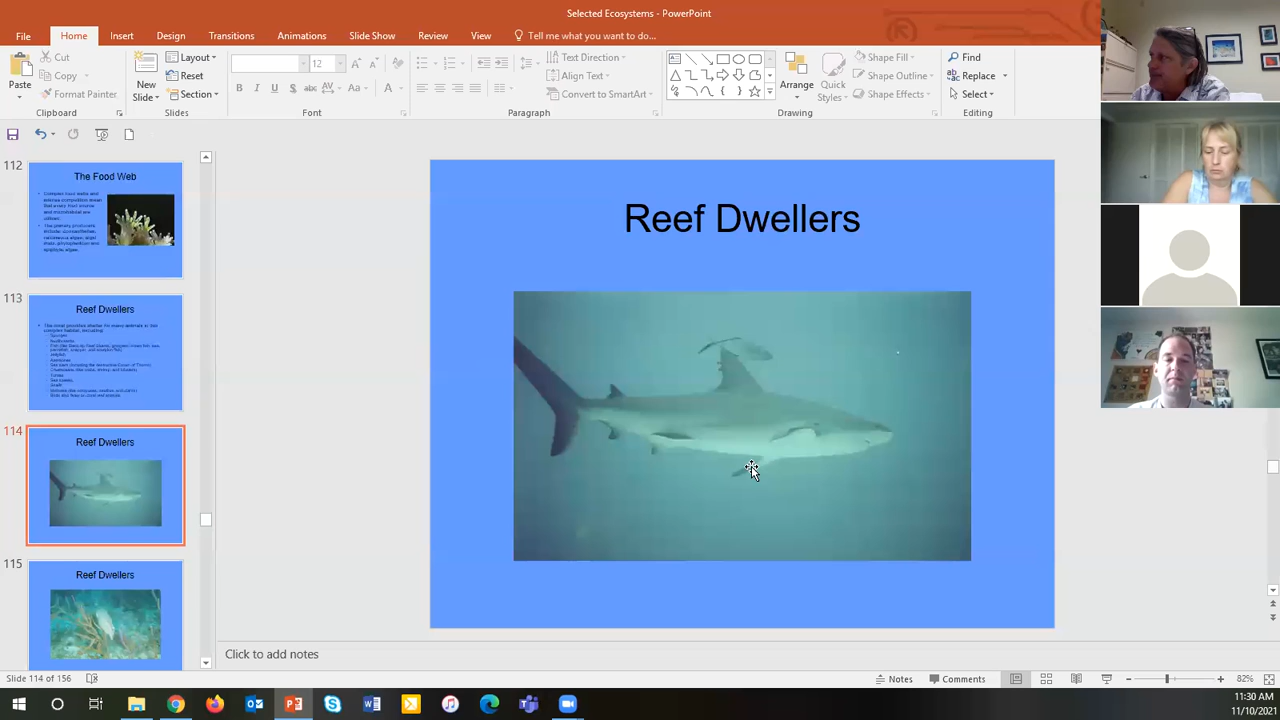 Selected Ecosystems - PowerPoint
File Home Insert Design Transitions Animations Slide Show Review View Tell me what you want to do...
Paste
Cut
Copy
Format Painter
Clipboard
New Slide
Layout
Reset
Section
Slides
12
B I U S abc AV Aa A
Font
Text Direction
Align Text
Convert to SmartArt
Paragraph
Arrange
Quick Styles
Shape Fill
Shape Outline
Shape Effects
Drawing
Find
Replace
Select
Editing
112
The Food Web
113
Reef Dwellers
114
Reef Dwellers
115
Reef Dwellers
Reef Dwellers
Click to add notes
Slide 114 of 156
Notes
Comments
82%
11:30 AM
11/10/2021